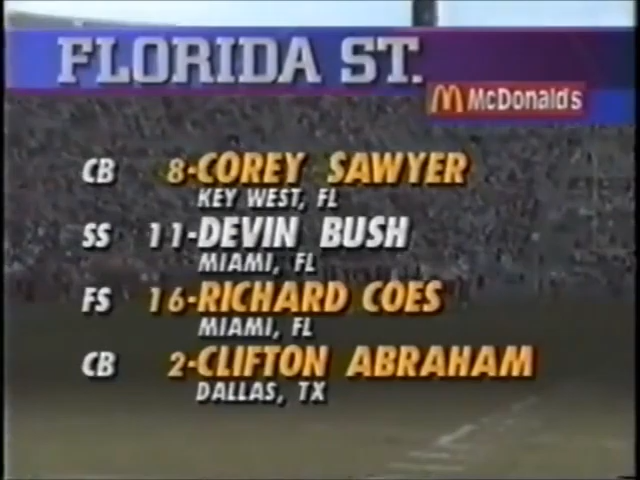 FLORIDA ST.
McDonald's
CB 8-COREY SAWYER
KEY WEST, FL
SS 11-DEVIN BUSH
MIAMI, FL
FS 16-RICHARD COES
MIAMI, FL
CB 2-CLIFTON ABRAHAM
DALLAS, TX